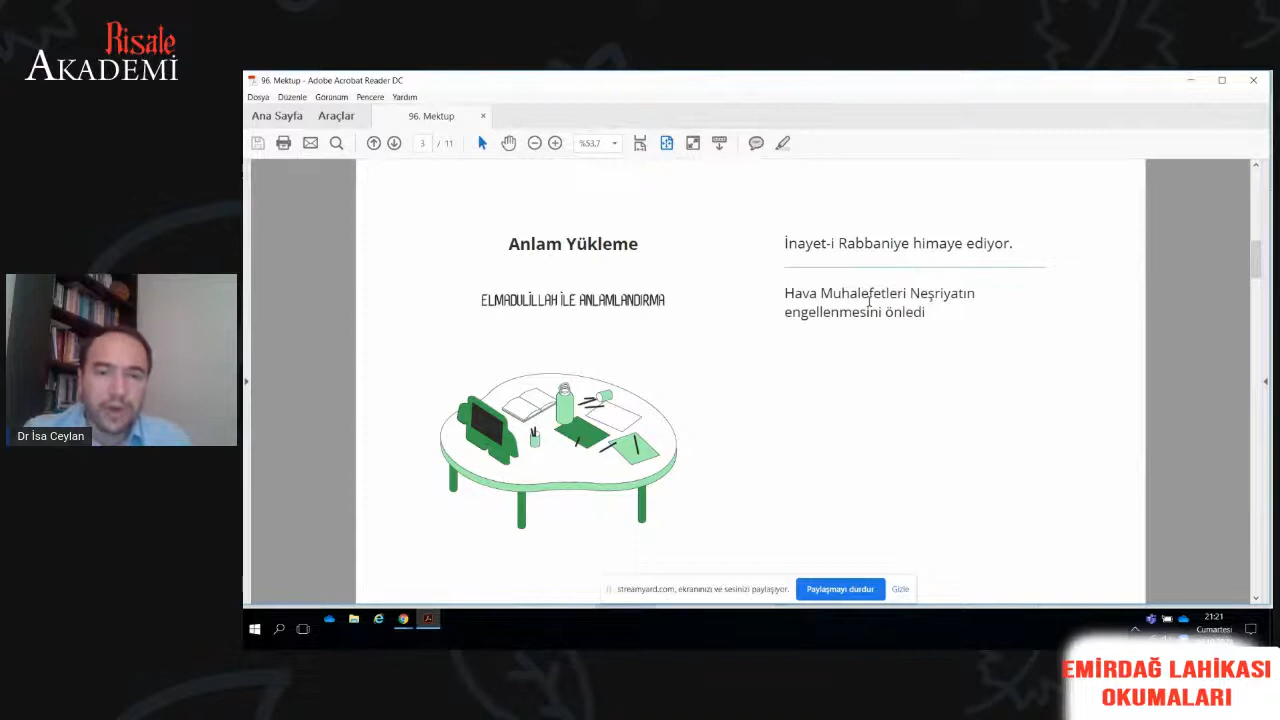 Risale
AKADEMİ
96. Mektup - Adobe Acrobat Reader DC
Dosya Düzenle Görünüm Pencere Yardım
Ana Sayfa Araçlar 96. Mektup ×
3 / 11 %53,7
Anlam Yükleme
ELMADULİLLAH İLE ANLAMLANDIRMA
İnayet-i Rabbaniye himaye ediyor.
Hava Muhalefetleri Neşriyatın
engellenmesini önledi
Dr İsa Ceylan
streamyard.com, ekranınızı ve sesinizi paylaşıyor. Paylaşmayı durdur Gizle
21:21
Cumartesi
EMİRDAĞ LAHİKASI
OKUMALARI